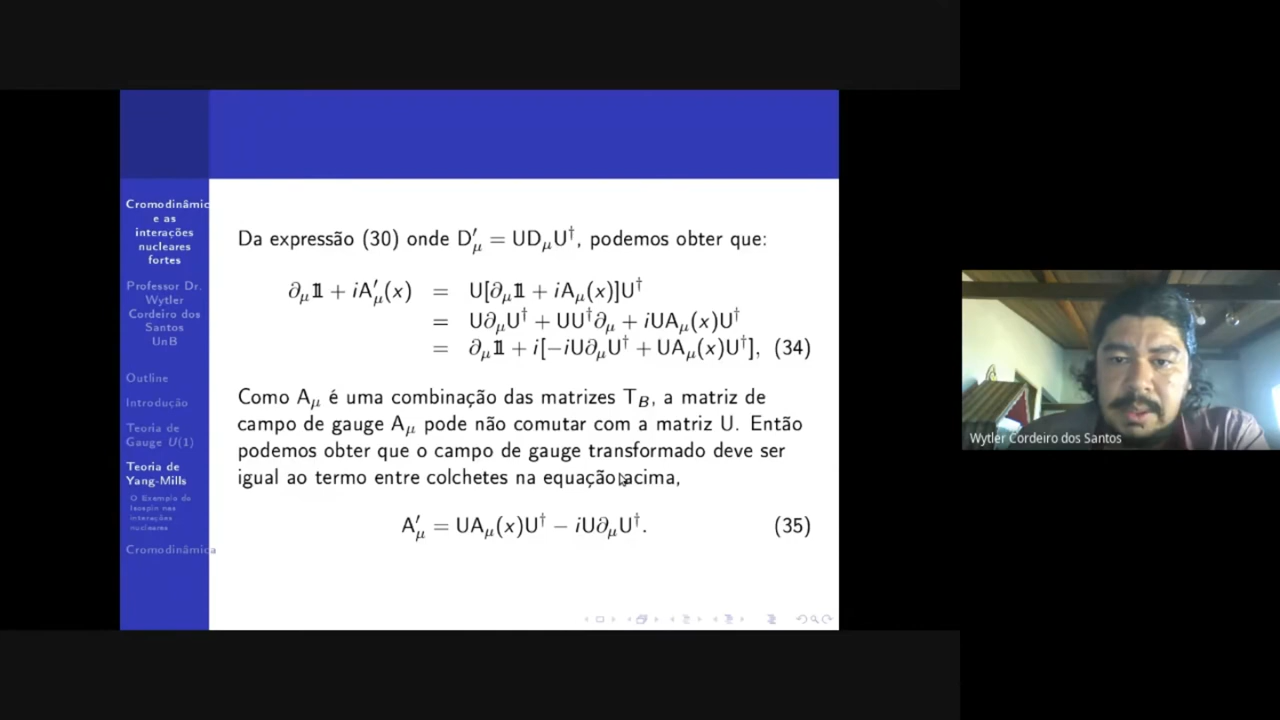 Cromodinâmic
e as
interações
nucleares
fortes
Professor Dr.
Wytler
Cordeiro dos
Santos
UnB
Outline
Introdução
Teoria de
Gauge U(1)
Teoria de
Yang-Mills
O Exemplo do
Isospin nas
interações
nucleares
Cromodinâmica
Da expressão (30) onde D′_μ = UD_μU†, podemos obter que:
∂_μ𝟙 + iA′_μ(x) = U[∂_μ𝟙 + iA_μ(x)]U†
= U∂_μU† + UU†∂_μ + iUA_μ(x)U†
= ∂_μ𝟙 + i[−iU∂_μU† + UA_μ(x)U†], (34)
Como A_μ é uma combinação das matrizes T_B, a matriz de
campo de gauge A_μ pode não comutar com a matriz U. Então
podemos obter que o campo de gauge transformado deve ser
igual ao termo entre colchetes na equação acima,
A′_μ = UA_μ(x)U† − iU∂_μU†. (35)
Wytler Cordeiro dos Santos